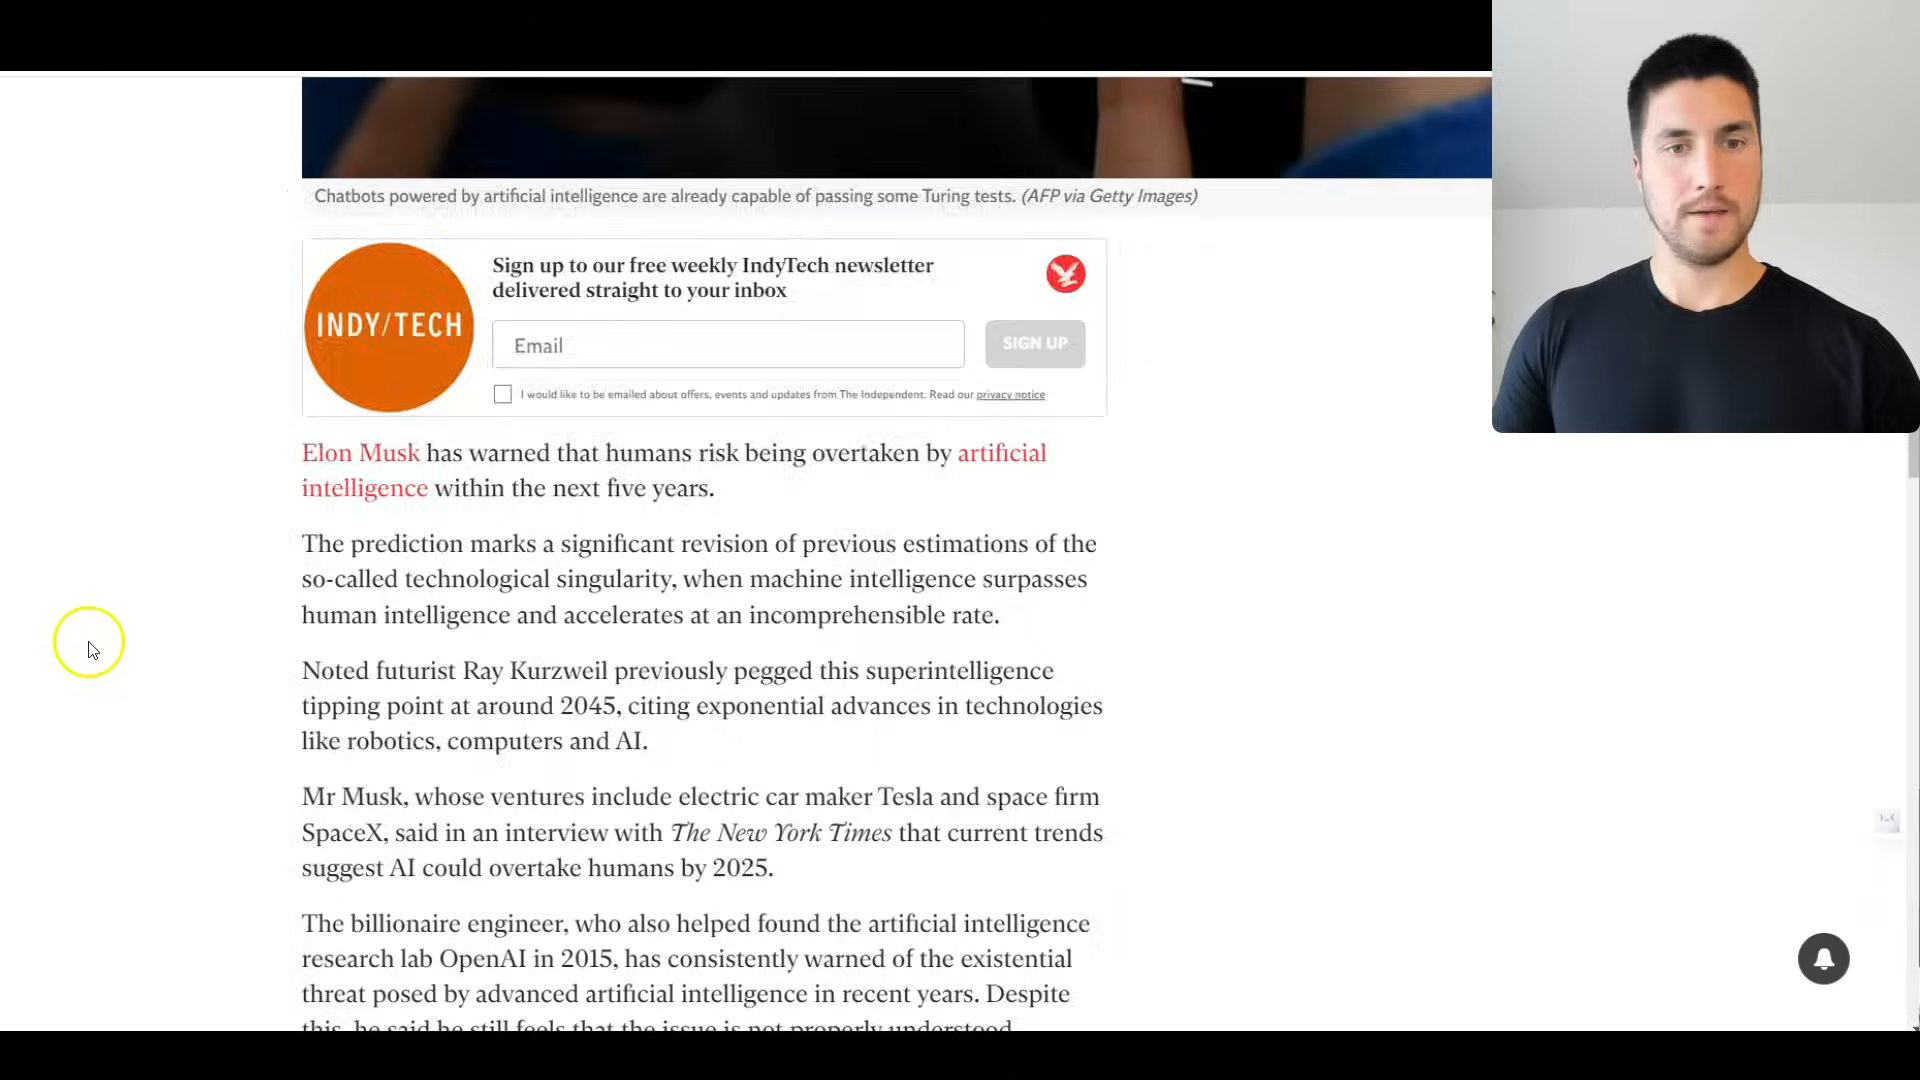 Chatbots powered by artificial intelligence are already capable of passing some Turing tests. (AFP via Getty Images)
INDY/TECH
Sign up to our free weekly IndyTech newsletter
delivered straight to your inbox
Email
SIGN UP
I would like to be emailed about offers, events and updates from The Independent. Read our privacy notice
Elon Musk has warned that humans risk being overtaken by artificial
intelligence within the next five years.
The prediction marks a significant revision of previous estimations of the
so-called technological singularity, when machine intelligence surpasses
human intelligence and accelerates at an incomprehensible rate.
Noted futurist Ray Kurzweil previously pegged this superintelligence
tipping point at around 2045, citing exponential advances in technologies
like robotics, computers and AI.
Mr Musk, whose ventures include electric car maker Tesla and space firm
SpaceX, said in an interview with The New York Times that current trends
suggest AI could overtake humans by 2025.
The billionaire engineer, who also helped found the artificial intelligence
research lab OpenAI in 2015, has consistently warned of the existential
threat posed by advanced artificial intelligence in recent years. Despite
this, he said he still feels that the issue is not properly understood.